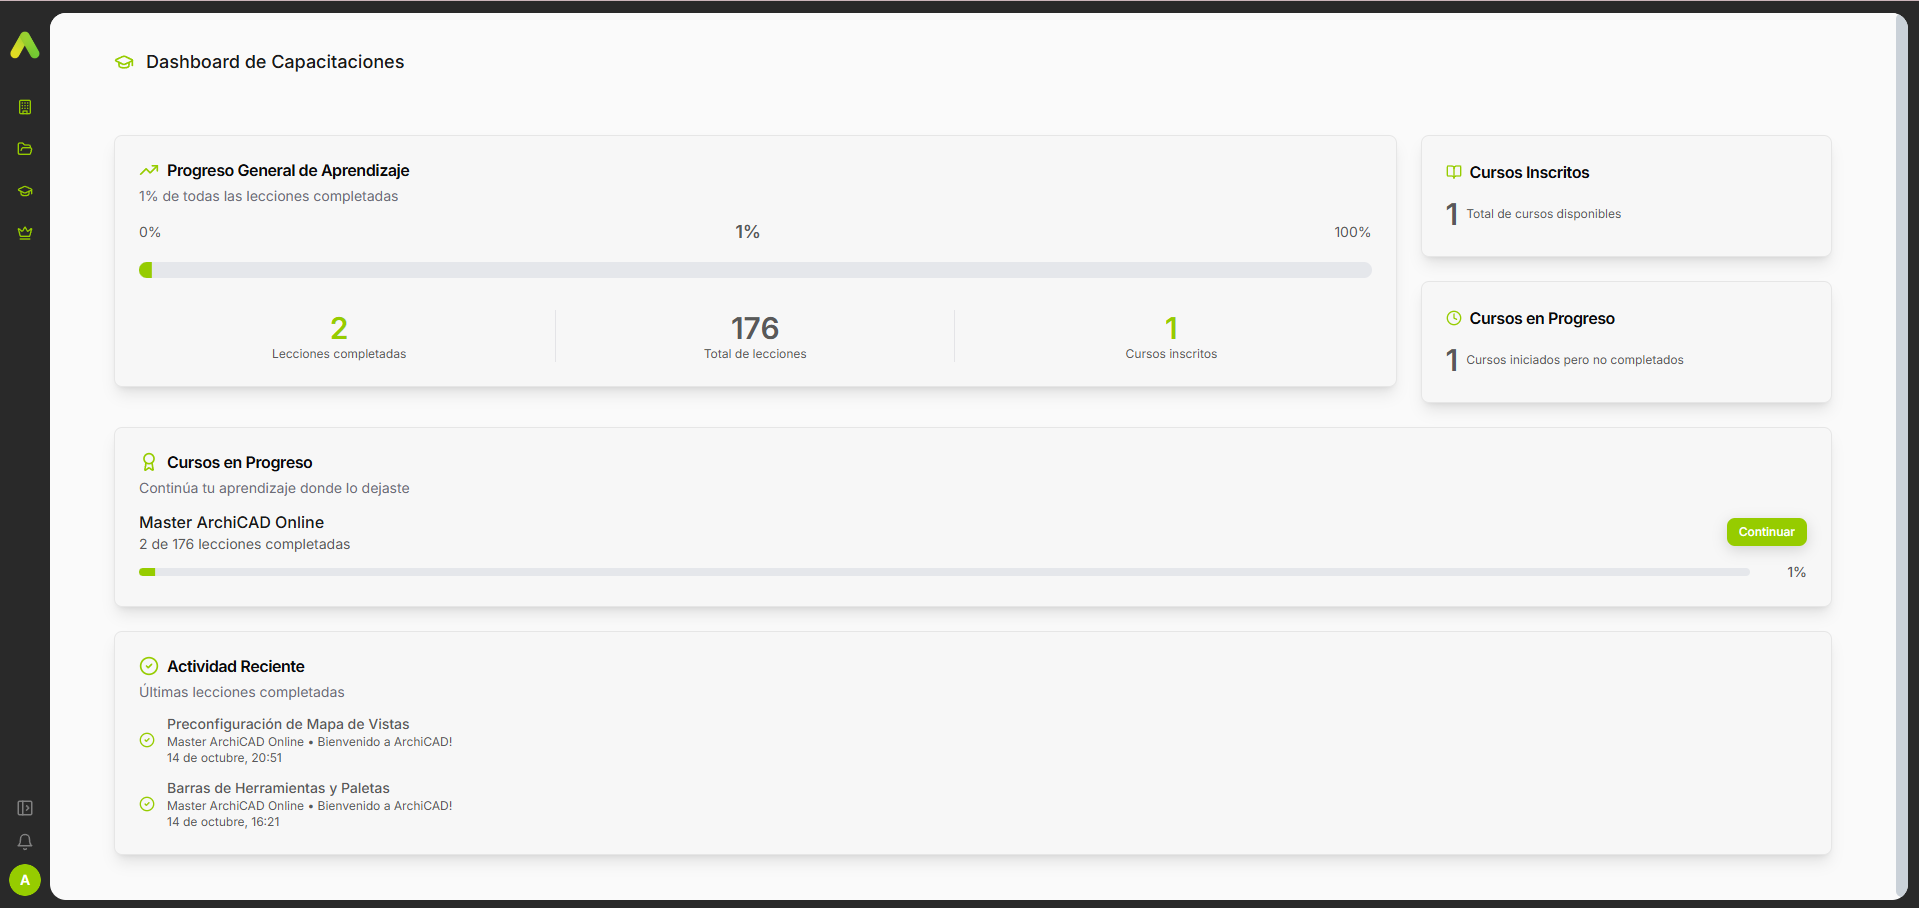 Dashboard de Capacitaciones
Progreso General de Aprendizaje
1% de todas las lecciones completadas
0%
1%
100%
2
Lecciones completadas
176
Total de lecciones
1
Cursos inscritos
Cursos Inscritos
1 Total de cursos disponibles
Cursos en Progreso
1 Cursos iniciados pero no completados
Cursos en Progreso
Continúa tu aprendizaje donde lo dejaste
Master ArchiCAD Online
2 de 176 lecciones completadas
Continuar
1%
Actividad Reciente
Últimas lecciones completadas
Preconfiguración de Mapa de Vistas
Master ArchiCAD Online • Bienvenido a ArchiCAD!
14 de octubre, 20:51
Barras de Herramientas y Paletas
Master ArchiCAD Online • Bienvenido a ArchiCAD!
14 de octubre, 16:21
A